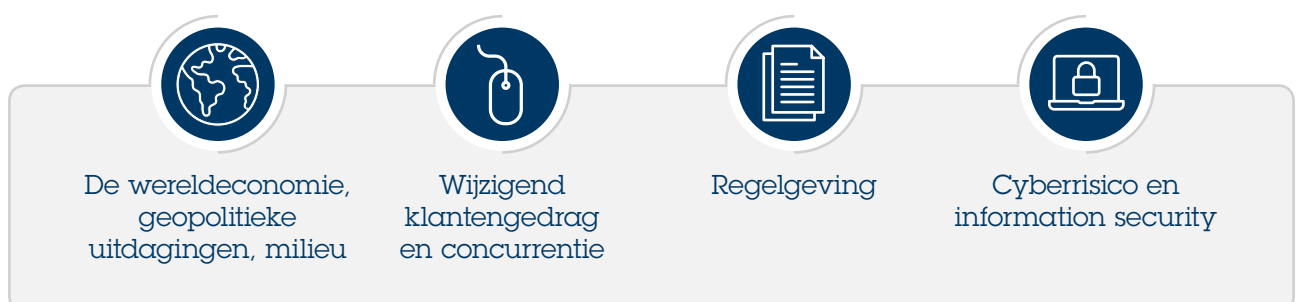 De wereldeconomie,
geopolitieke
uitdagingen, milieu
Wijzigend
klantengedrag
en concurrentie
Regelgeving
Cyberrisico en
information security